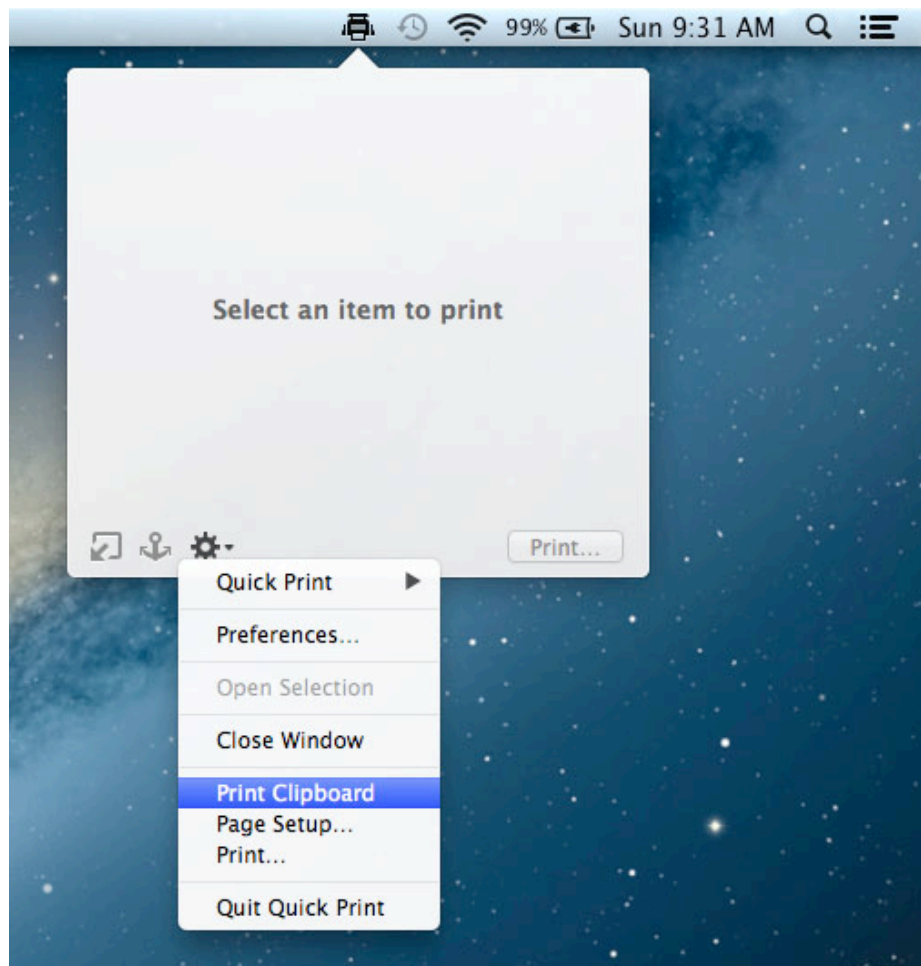 99% Sun 9:31 AM
Select an item to print
Print...
Quick Print
Preferences...
Open Selection
Close Window
Print Clipboard
Page Setup...
Print...
Quit Quick Print